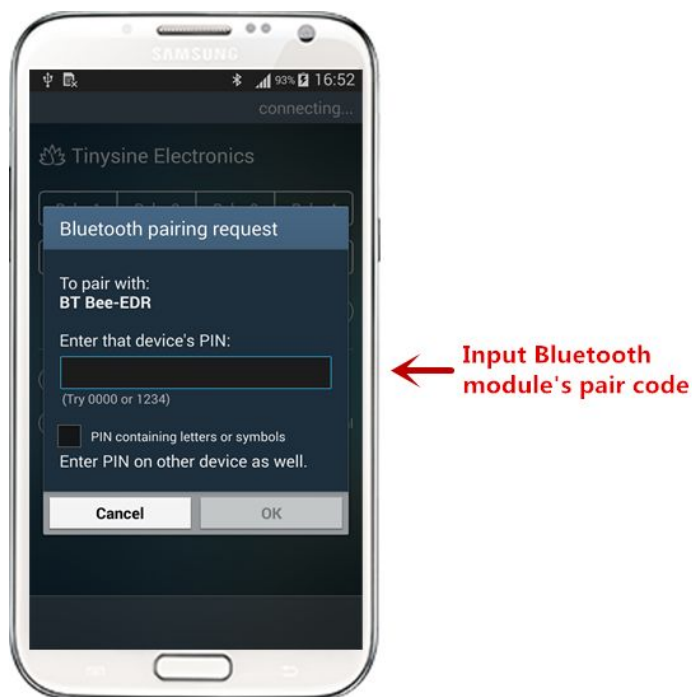 SAMSUNG
93% 16:52
connecting...
Tinysine Electronics
Bluetooth pairing request
To pair with:
BT Bee-EDR
Enter that device's PIN:
(Try 0000 or 1234)
PIN containing letters or symbols
Enter PIN on other device as well.
Cancel OK
Input Bluetooth
module's pair code